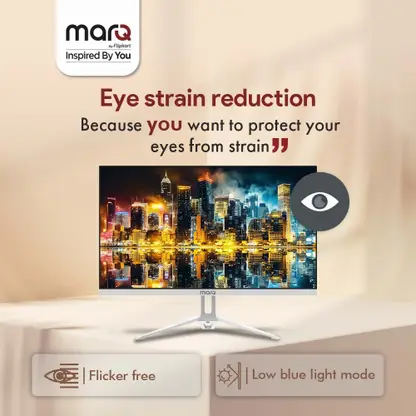 marQ
by Flipkart
Inspired By You
Eye strain reduction
Because you want to protect your
eyes from strain”
marQ
Flicker free
Low blue light mode